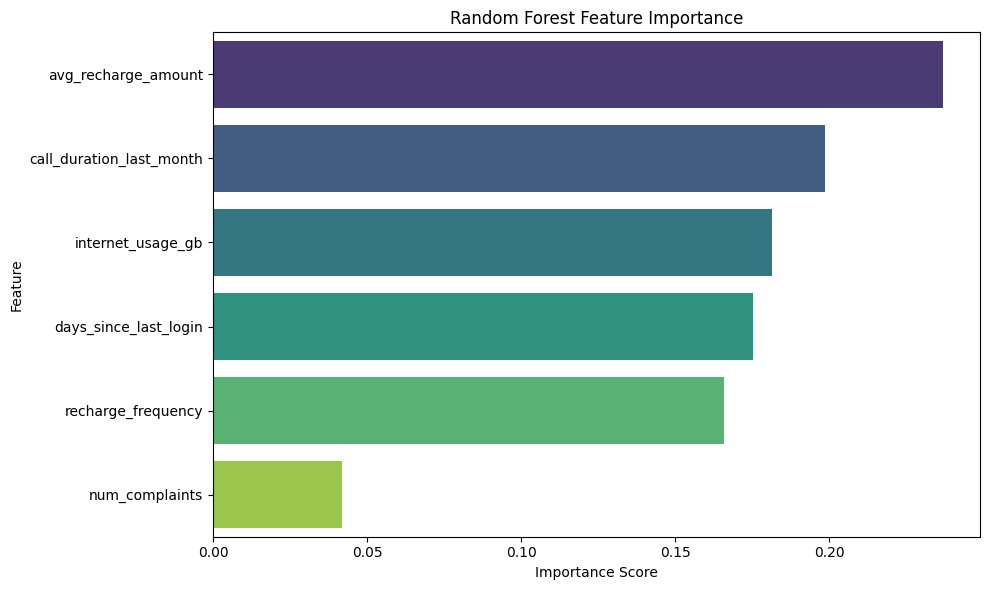 Random Forest Feature Importance
avg_recharge_amount
call_duration_last_month
internet_usage_gb
Feature
days_since_last_login
recharge_frequency
num_complaints
0.00 0.05 0.10 0.15 0.20
Importance Score